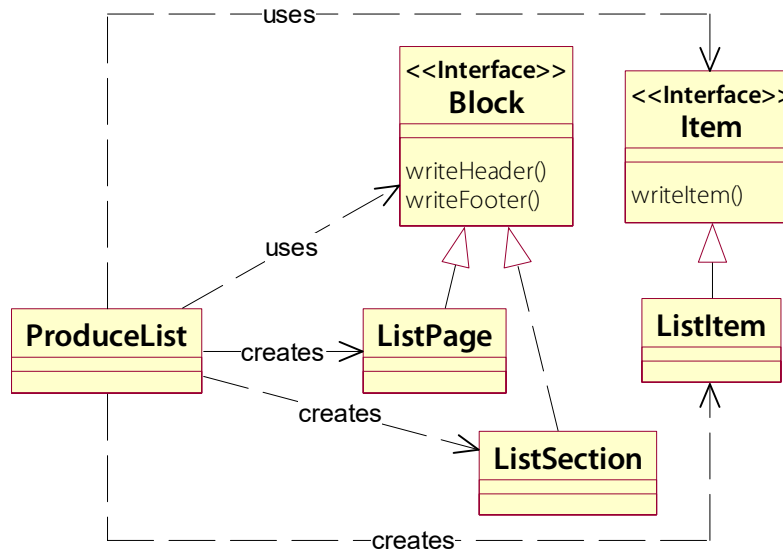 uses
<<Interface>>
Block
writeHeader()
writeFooter()
<<Interface>>
Item
writeItem()
uses
ProduceList
creates
ListPage
ListItem
creates
ListSection
creates